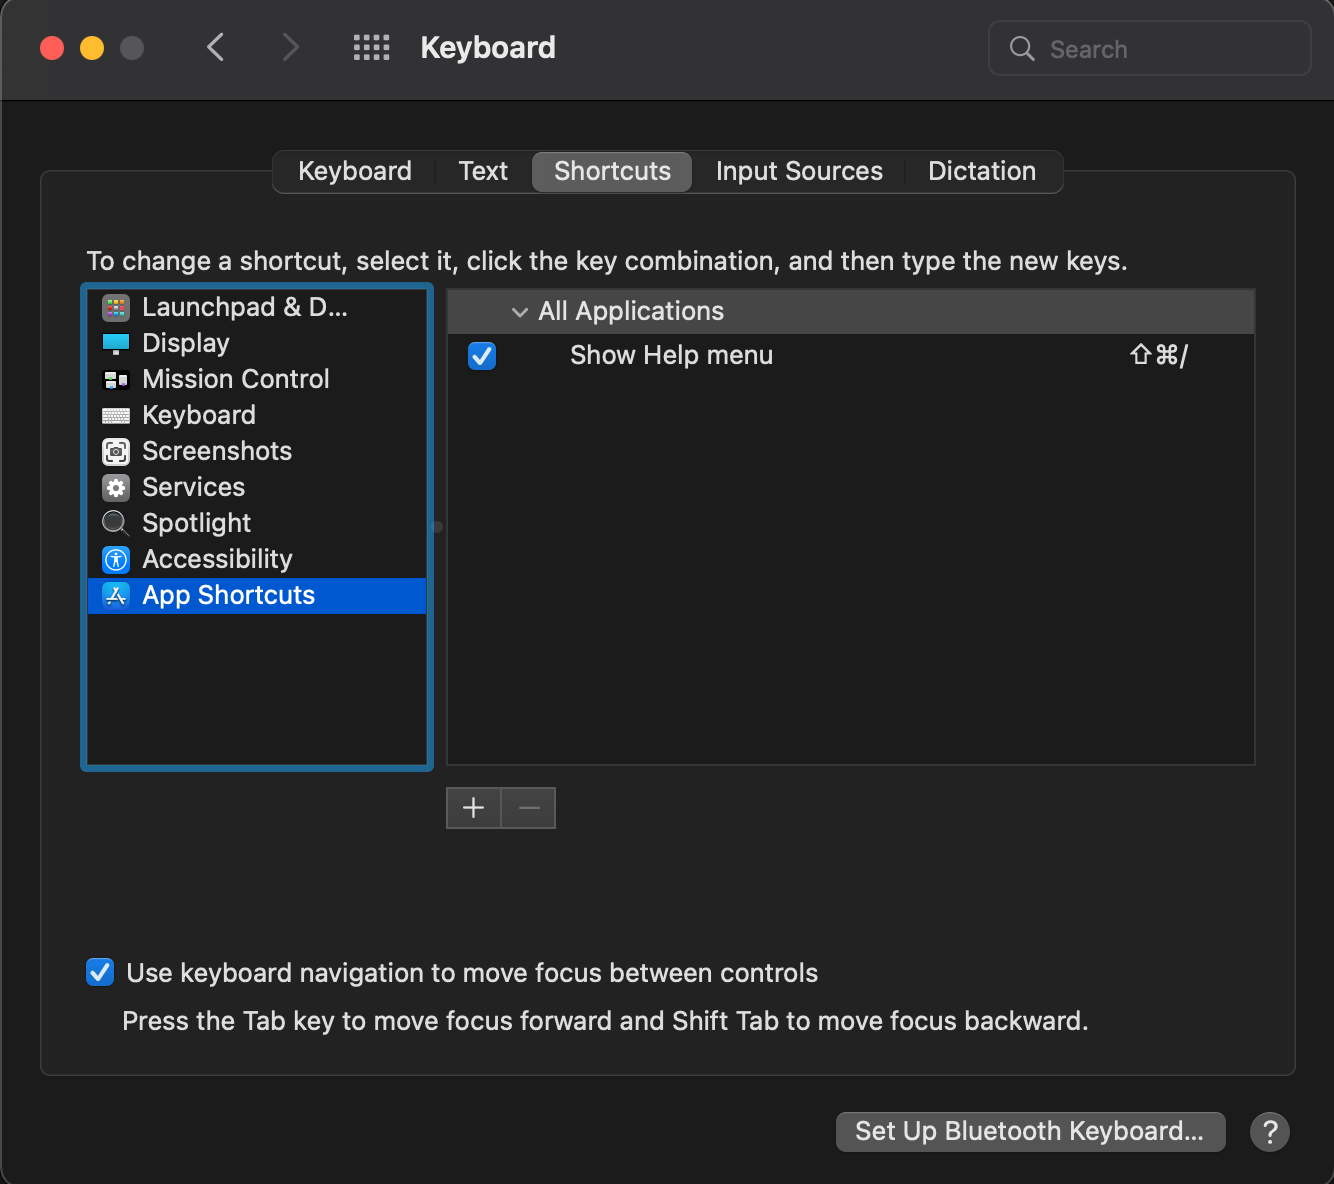 Keyboard
Search
Keyboard Text Shortcuts Input Sources Dictation
To change a shortcut, select it, click the key combination, and then type the new keys.
Launchpad & D...
Display
Mission Control
Keyboard
Screenshots
Services
Spotlight
Accessibility
App Shortcuts
All Applications
Show Help menu ⇧⌘/
Use keyboard navigation to move focus between controls
Press the Tab key to move focus forward and Shift Tab to move focus backward.
Set Up Bluetooth Keyboard... ?